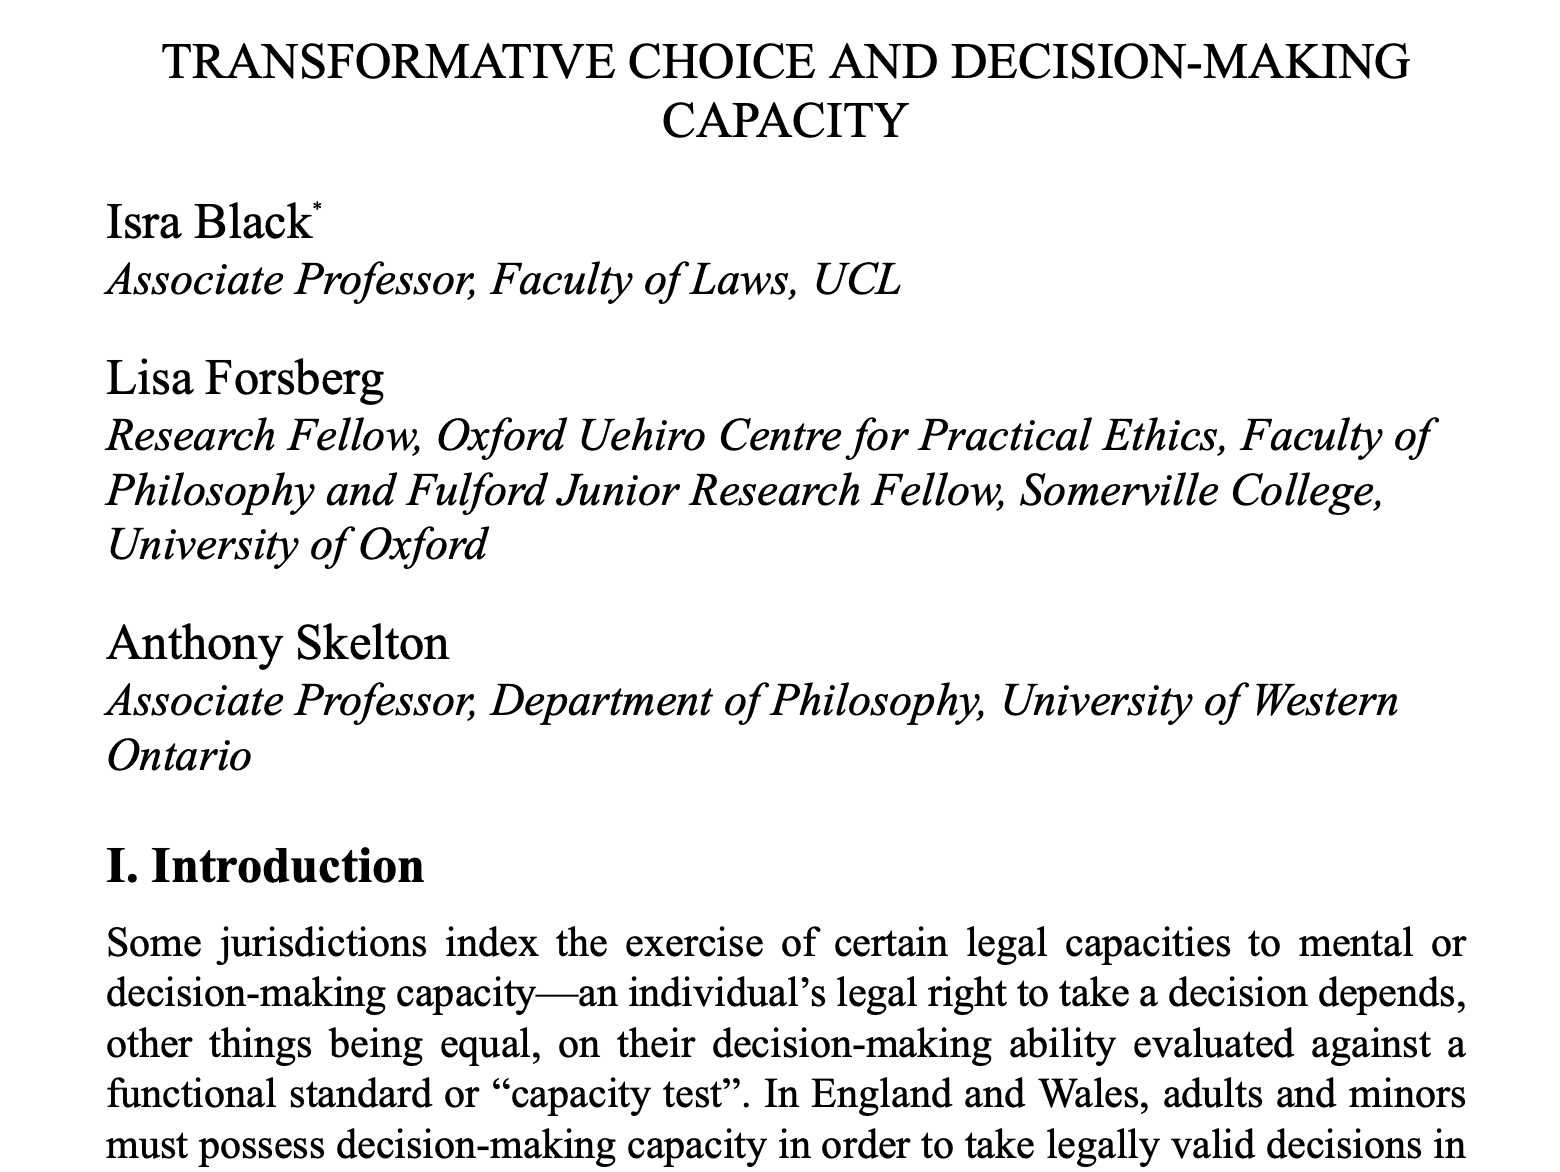 TRANSFORMATIVE CHOICE AND DECISION-MAKING
CAPACITY
Isra Black*
Associate Professor, Faculty of Laws, UCL
Lisa Forsberg
Research Fellow, Oxford Uehiro Centre for Practical Ethics, Faculty of
Philosophy and Fulford Junior Research Fellow, Somerville College,
University of Oxford
Anthony Skelton
Associate Professor, Department of Philosophy, University of Western
Ontario
I. Introduction
Some jurisdictions index the exercise of certain legal capacities to mental or
decision-making capacity—an individual’s legal right to take a decision depends,
other things being equal, on their decision-making ability evaluated against a
functional standard or “capacity test”. In England and Wales, adults and minors
must possess decision-making capacity in order to take legally valid decisions in